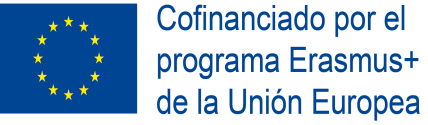 Cofinanciado por el
programa Erasmus+
de la Unión Europea